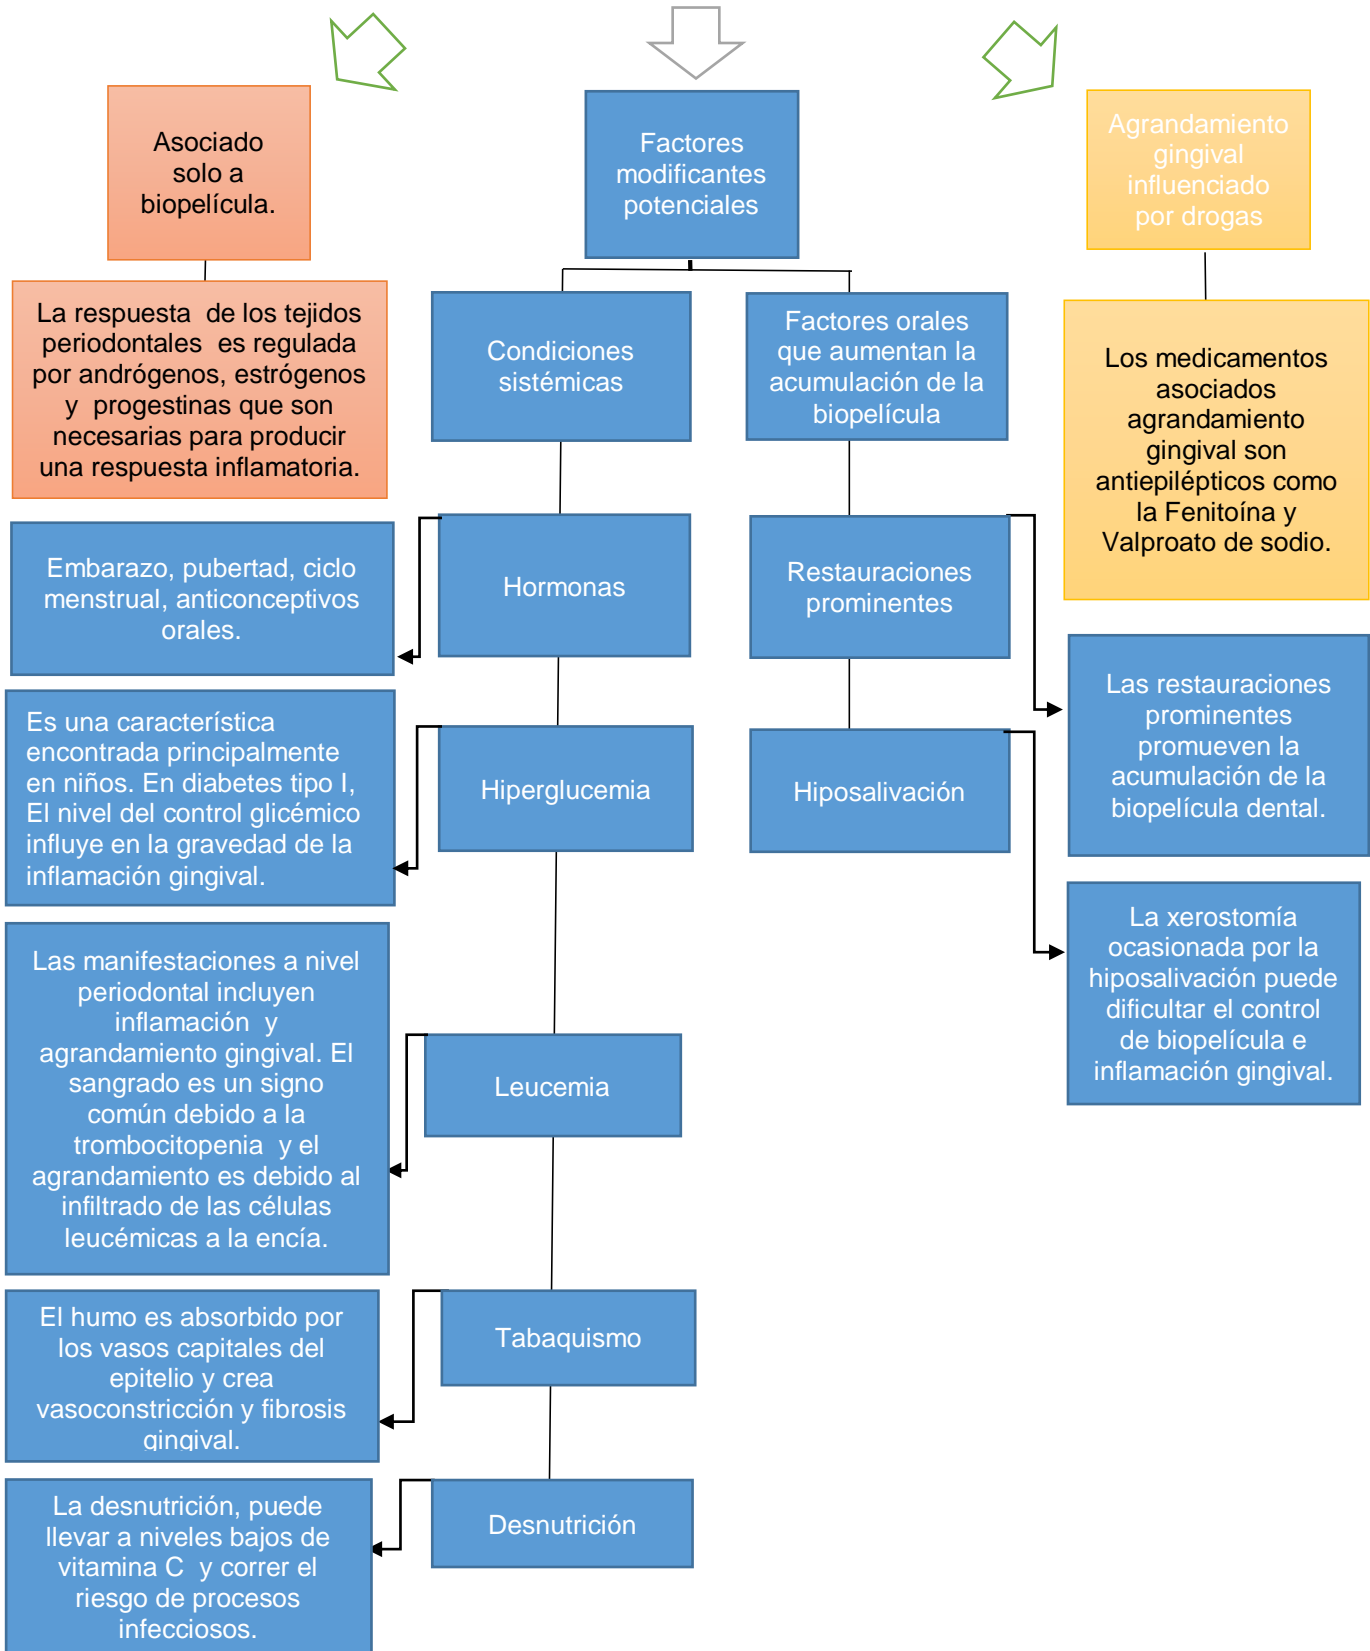 Asociado
solo a
biopelícula.
Factores
modificantes
potenciales
Agrandamiento
gingival
influenciado
por drogas
La respuesta de los tejidos
periodontales es regulada
por andrógenos, estrógenos
y progestinas que son
necesarias para producir
una respuesta inflamatoria.
Condiciones
sistémicas
Factores orales
que aumentan la
acumulación de la
biopelícula
Los medicamentos
asociados
agrandamiento
gingival son
antiepilépticos como
la Fenitoína y
Valproato de sodio.
Embarazo, pubertad, ciclo
menstrual, anticonceptivos
orales.
Hormonas
Restauraciones
prominentes
Las restauraciones
prominentes
promueven la
acumulación de la
biopelícula dental.
Es una característica
encontrada principalmente
en niños. En diabetes tipo I,
El nivel del control glicémico
influye en la gravedad de la
inflamación gingival.
Hiperglucemia
Hiposalivación
La xerostomía
ocasionada por la
hiposalivación puede
dificultar el control
de biopelícula e
inflamación gingival.
Las manifestaciones a nivel
periodontal incluyen
inflamación y
agrandamiento gingival. El
sangrado es un signo
común debido a la
trombocitopenia y el
agrandamiento es debido al
infiltrado de las células
leucémicas a la encía.
Leucemia
El humo es absorbido por
los vasos capitales del
epitelio y crea
vasoconstricción y fibrosis
gingival.
Tabaquismo
La desnutrición, puede
llevar a niveles bajos de
vitamina C y correr el
riesgo de procesos
infecciosos.
Desnutrición